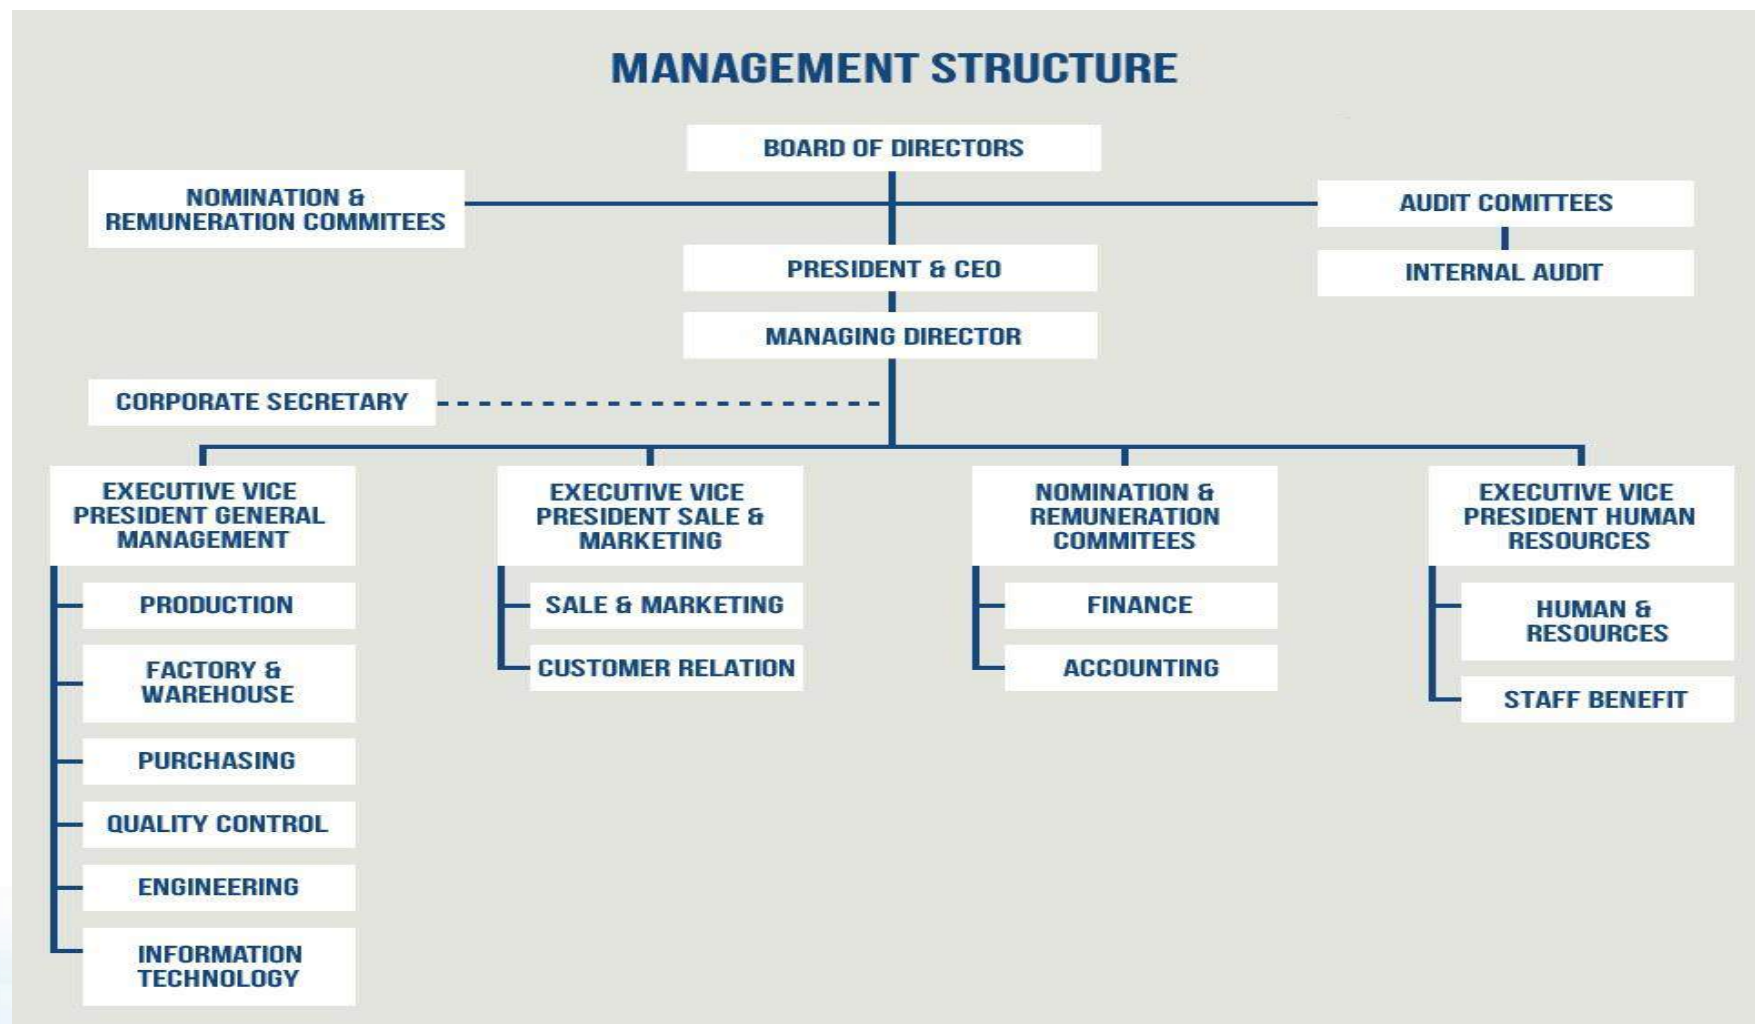 MANAGEMENT STRUCTURE
BOARD OF DIRECTORS
NOMINATION &
REMUNERATION COMMITEES
AUDIT COMITTEES
PRESIDENT & CEO
INTERNAL AUDIT
MANAGING DIRECTOR
CORPORATE SECRETARY
EXECUTIVE VICE
PRESIDENT GENERAL
MANAGEMENT
PRODUCTION
FACTORY &
WAREHOUSE
PURCHASING
QUALITY CONTROL
ENGINEERING
INFORMATION
TECHNOLOGY
EXECUTIVE VICE
PRESIDENT SALE &
MARKETING
SALE & MARKETING
CUSTOMER RELATION
NOMINATION &
REMUNERATION
COMMITEES
FINANCE
ACCOUNTING
EXECUTIVE VICE
PRESIDENT HUMAN
RESOURCES
HUMAN &
RESOURCES
STAFF BENEFIT